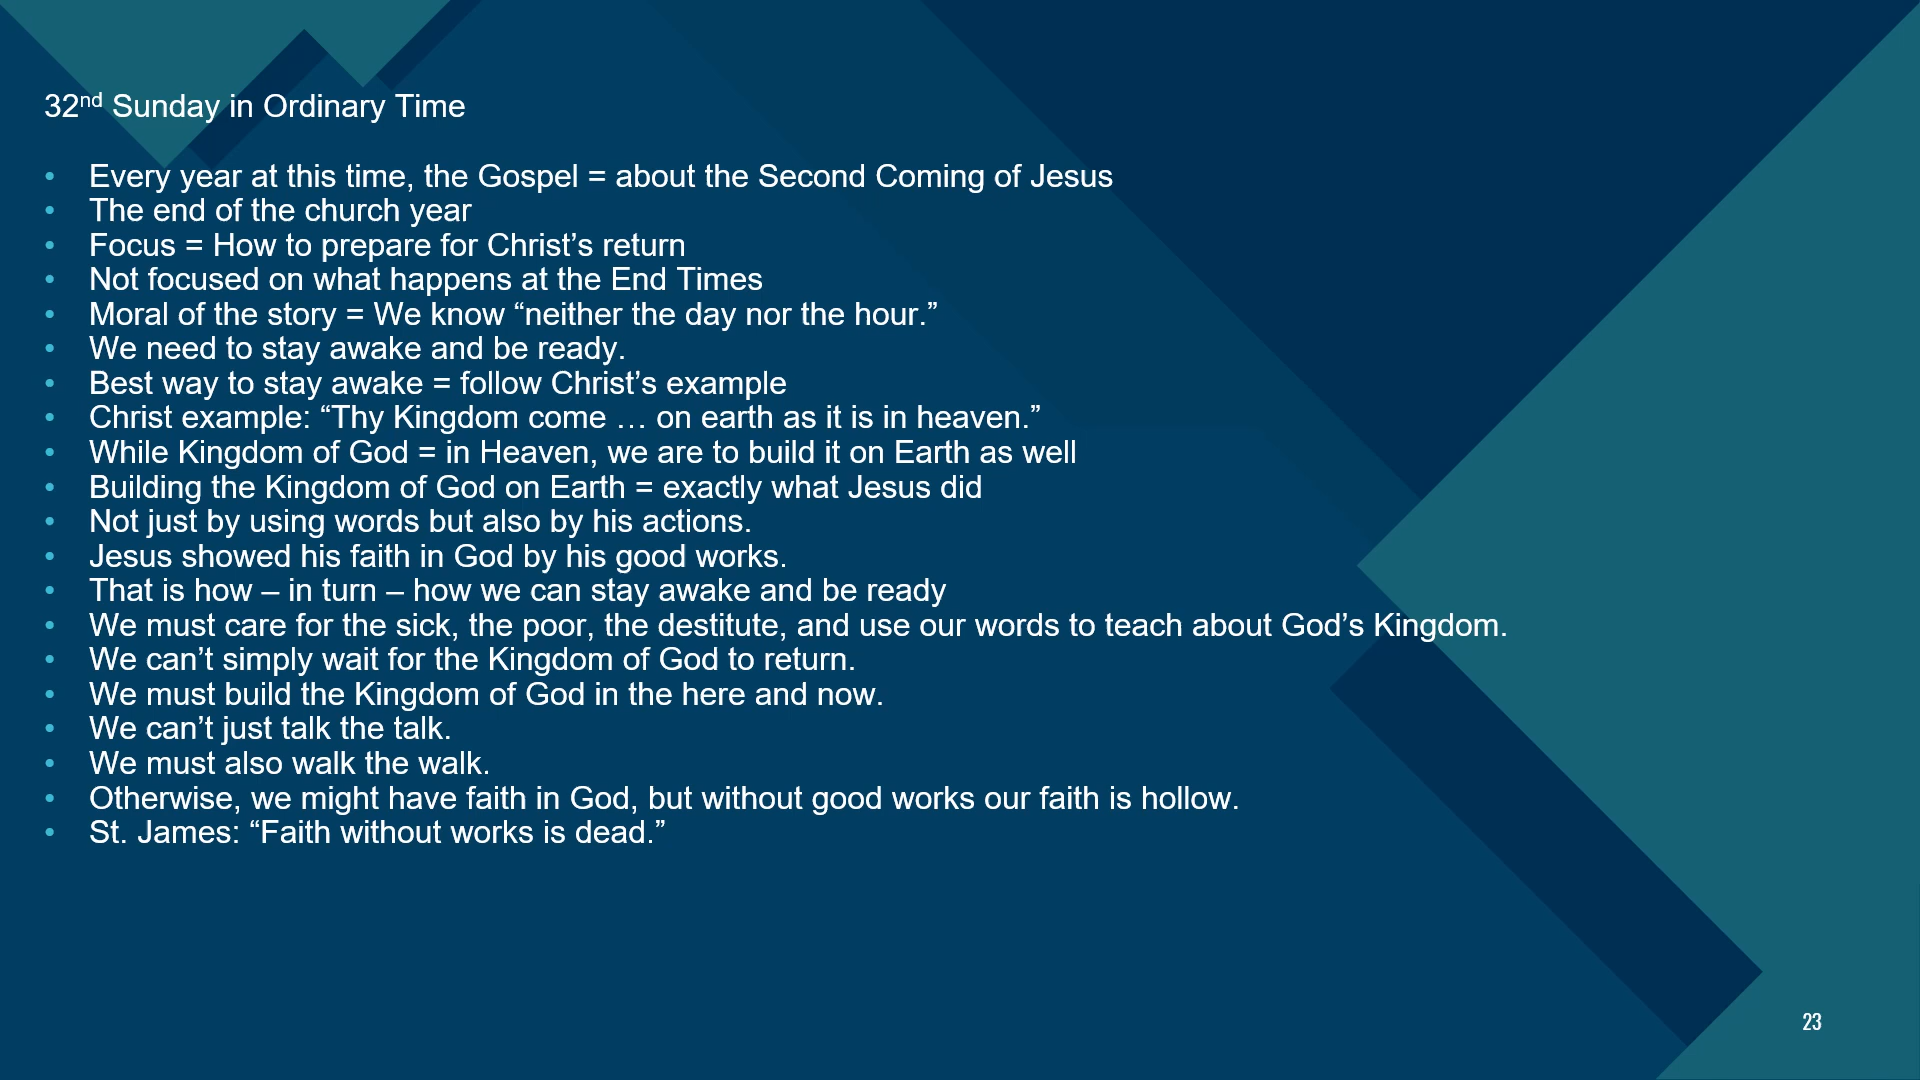 32nd Sunday in Ordinary Time
• Every year at this time, the Gospel = about the Second Coming of Jesus
• The end of the church year
• Focus = How to prepare for Christ’s return
• Not focused on what happens at the End Times
• Moral of the story = We know “neither the day nor the hour.”
• We need to stay awake and be ready.
• Best way to stay awake = follow Christ’s example
• Christ example: “Thy Kingdom come … on earth as it is in heaven.”
• While Kingdom of God = in Heaven, we are to build it on Earth as well
• Building the Kingdom of God on Earth = exactly what Jesus did
• Not just by using words but also by his actions.
• Jesus showed his faith in God by his good works.
• That is how – in turn – how we can stay awake and be ready
• We must care for the sick, the poor, the destitute, and use our words to teach about God’s Kingdom.
• We can’t simply wait for the Kingdom of God to return.
• We must build the Kingdom of God in the here and now.
• We can’t just talk the talk.
• We must also walk the walk.
• Otherwise, we might have faith in God, but without good works our faith is hollow.
• St. James: “Faith without works is dead.”
23